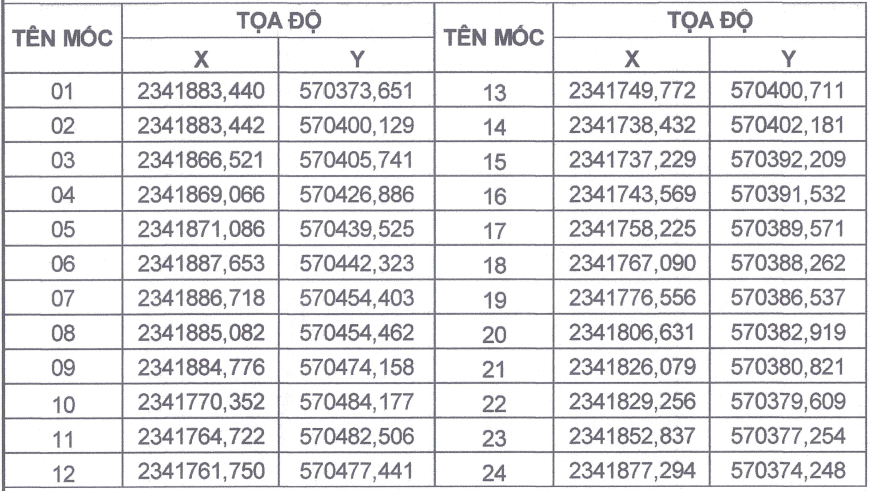 TÊN MÓC TỌA ĐỘ TÊN MÓC TỌA ĐỘ
X Y X Y
01 2341883,440 570373,651 13 2341749,772 570400,711
02 2341883,442 570400,129 14 2341738,432 570402,181
03 2341866,521 570405,741 15 2341737,229 570392,209
04 2341869,066 570426,886 16 2341743,569 570391,532
05 2341871,086 570439,525 17 2341758,225 570389,571
06 2341887,653 570442,323 18 2341767,090 570388,262
07 2341886,718 570454,403 19 2341776,556 570386,537
08 2341885,082 570454,462 20 2341806,631 570382,919
09 2341884,776 570474,158 21 2341826,079 570380,821
10 2341770,352 570484,177 22 2341829,256 570379,609
11 2341764,722 570482,506 23 2341852,837 570377,254
12 2341761,750 570477,441 24 2341877,294 570374,248